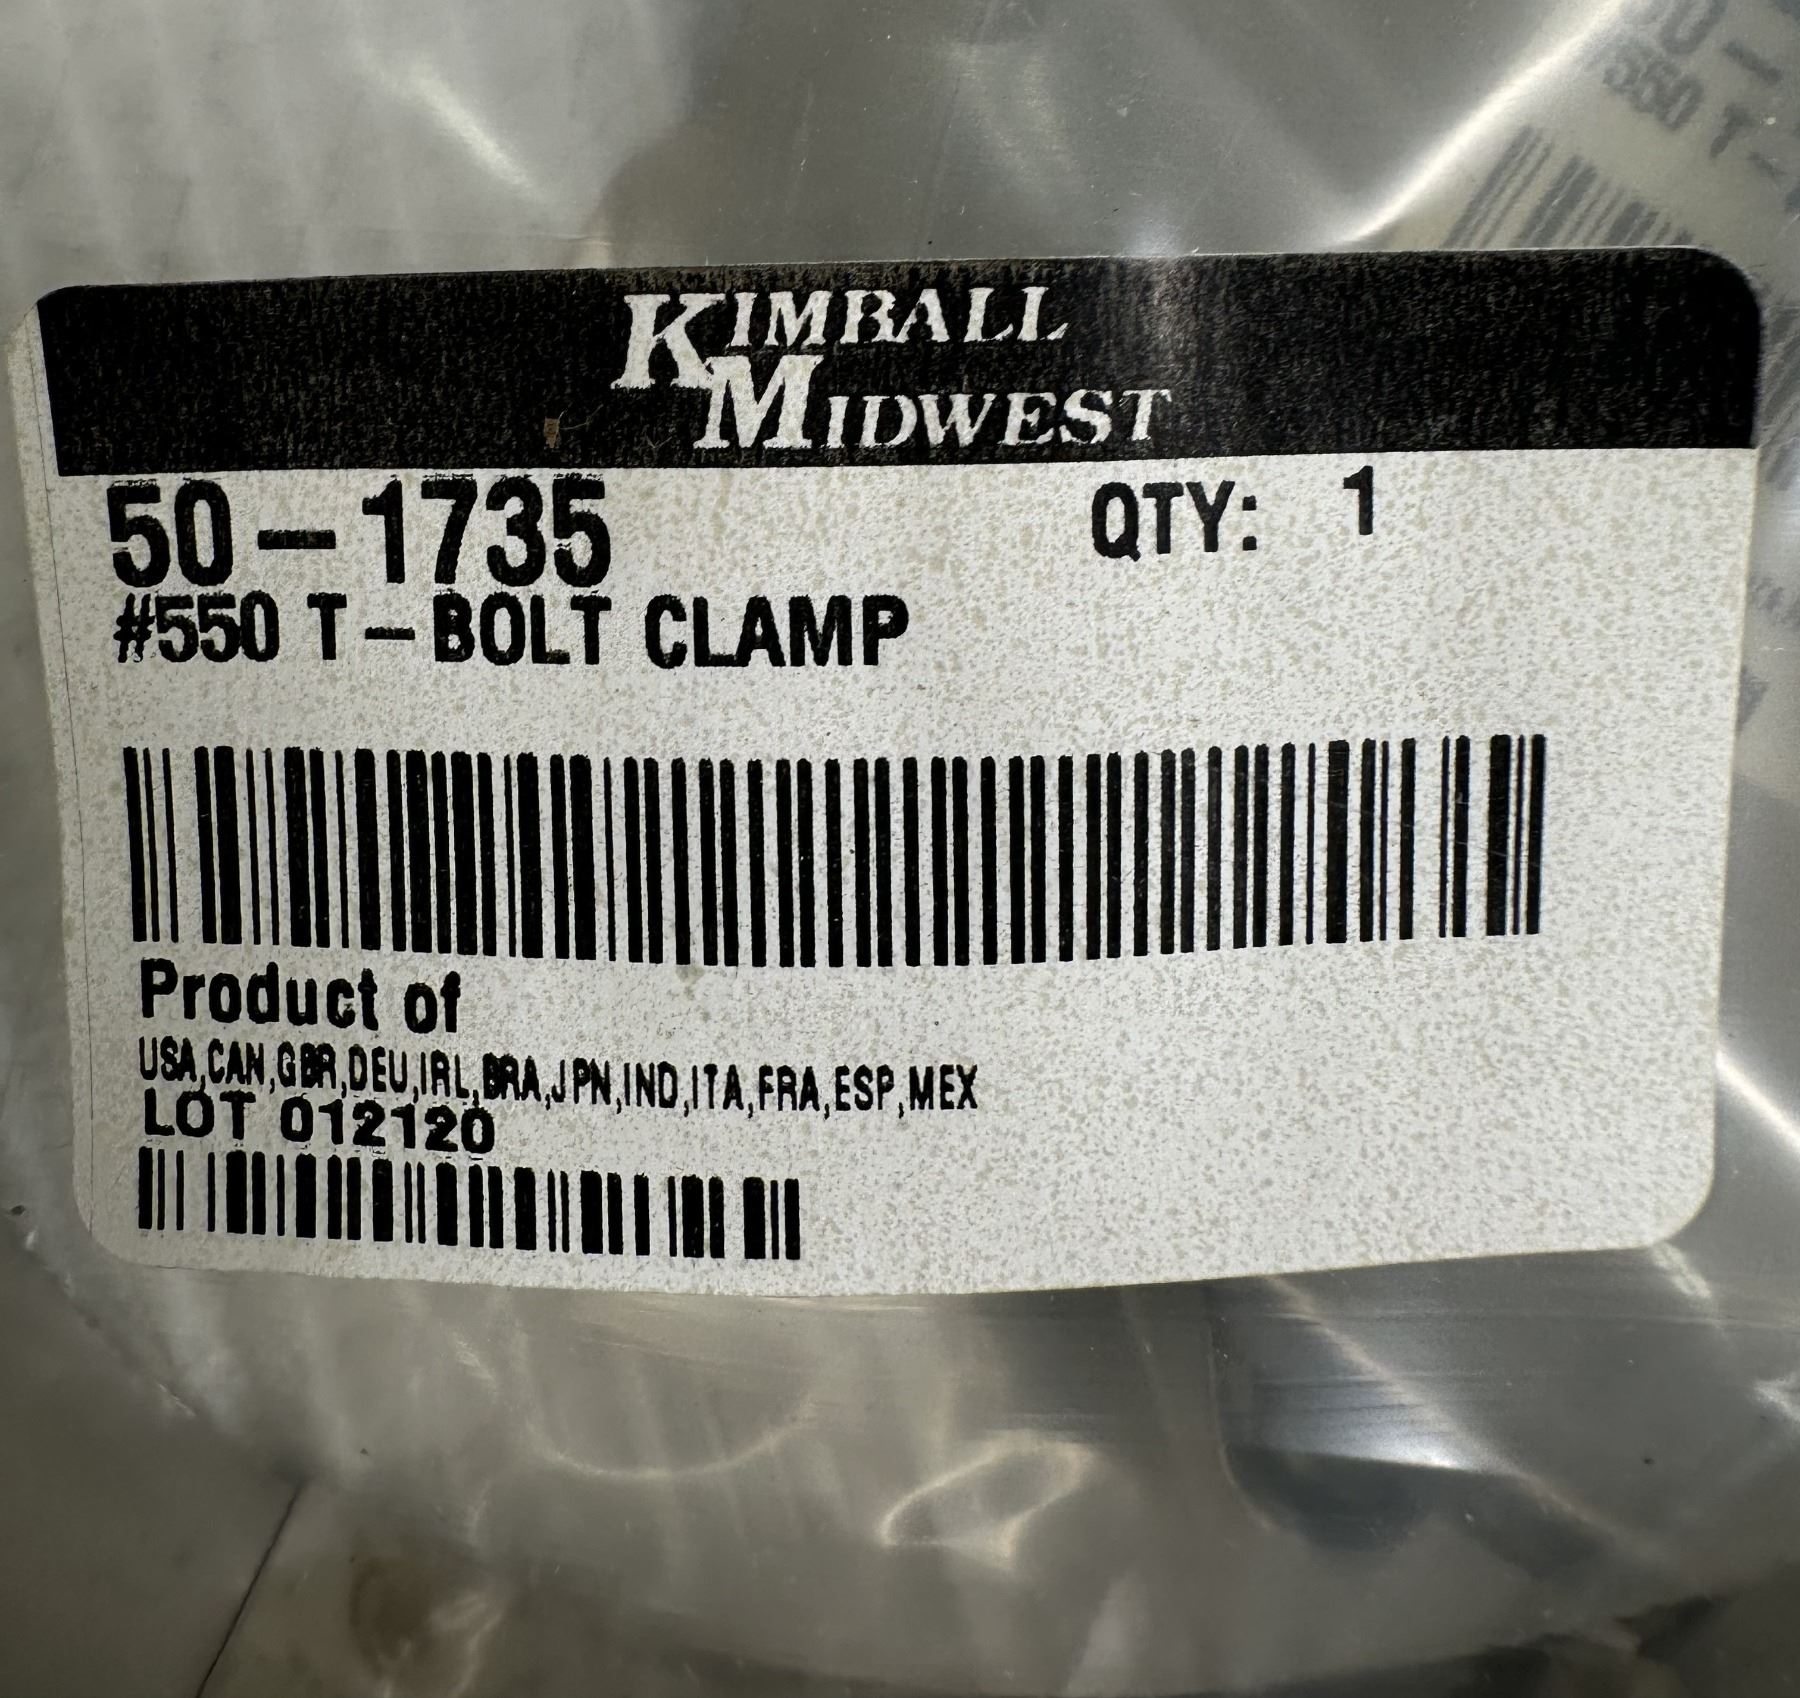 KIMBALL
MIDWEST
50-1735 QTY: 1
#550 T-BOLT CLAMP
Product of
USA,CAN,GBR,DEU,IRL,BRA,JPN,IND,ITA,FRA,ESP,MEX
LOT 012120
550 T-